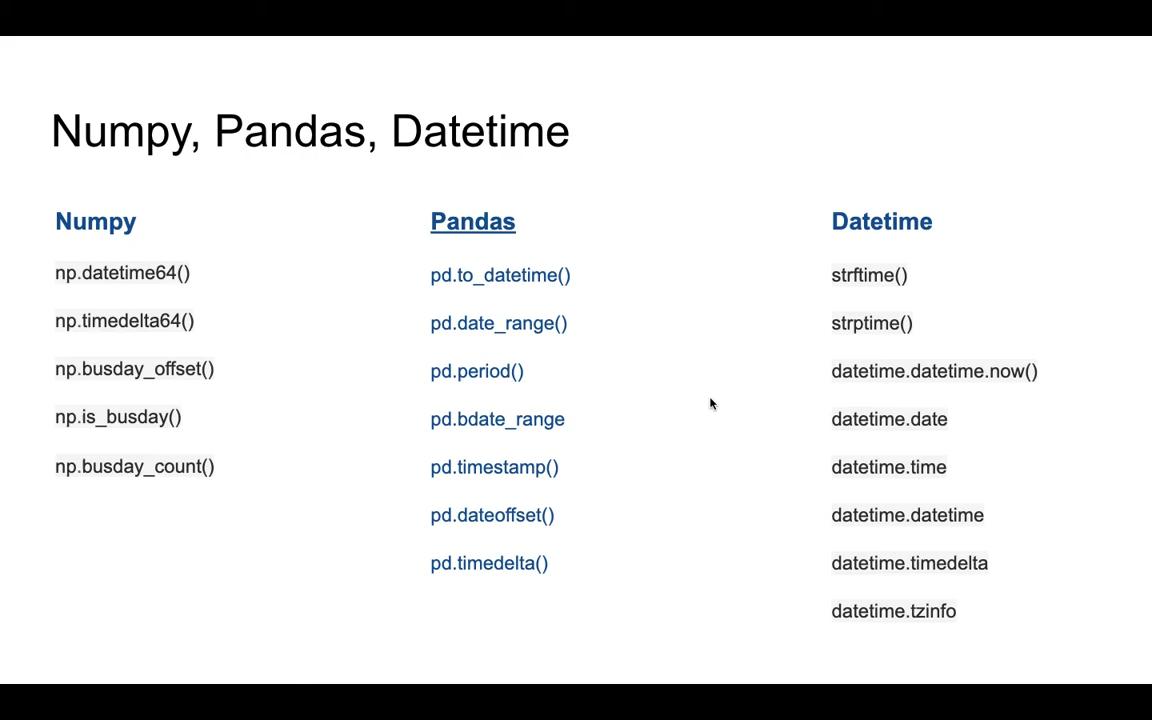 Numpy, Pandas, Datetime
Numpy
np.datetime64()
np.timedelta64()
np.busday_offset()
np.is_busday()
np.busday_count()
Pandas
pd.to_datetime()
pd.date_range()
pd.period()
pd.bdate_range
pd.timestamp()
pd.dateoffset()
pd.timedelta()
Datetime
strftime()
strptime()
datetime.datetime.now()
datetime.date
datetime.time
datetime.datetime
datetime.timedelta
datetime.tzinfo